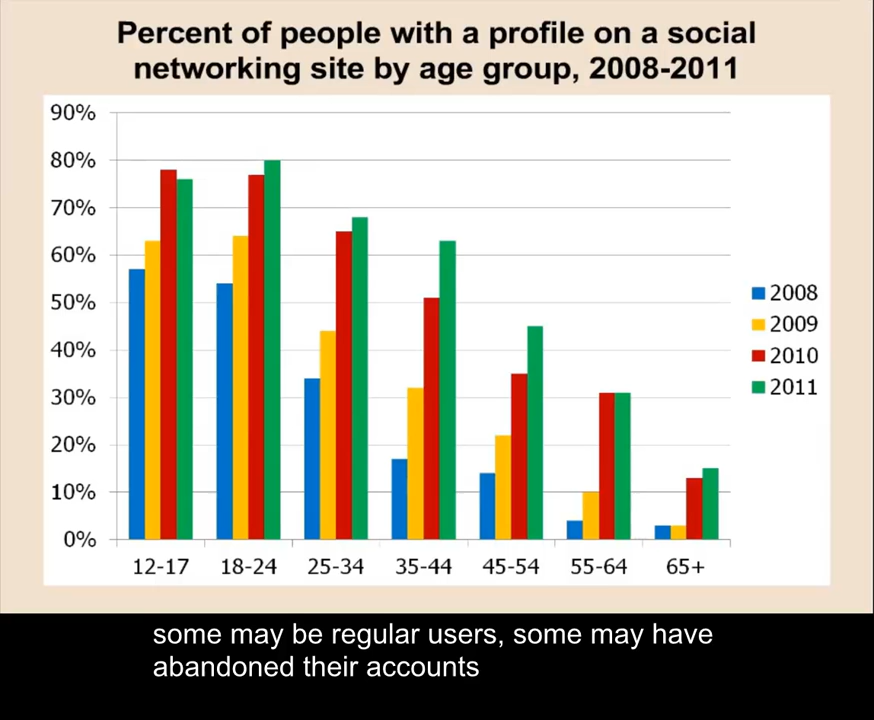 Percent of people with a profile on a social
networking site by age group, 2008-2011
90%
80%
70%
60%
50%
40%
30%
20%
10%
0%
12-17 18-24 25-34 35-44 45-54 55-64 65+
2008
2009
2010
2011
some may be regular users, some may have
abandoned their accounts